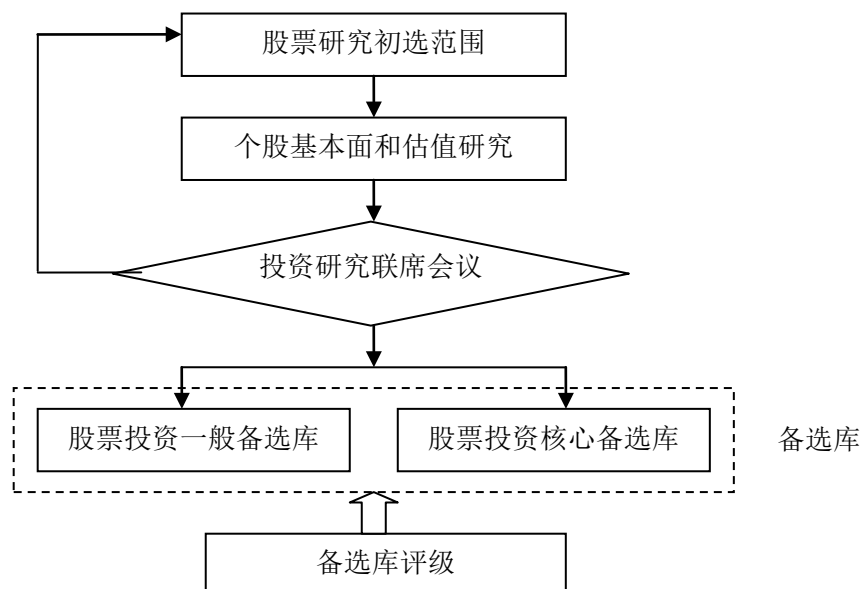 股票研究初选范围
个股基本面和估值研究
投资研究联席会议
股票投资一般备选库
股票投资核心备选库
备选库
备选库评级